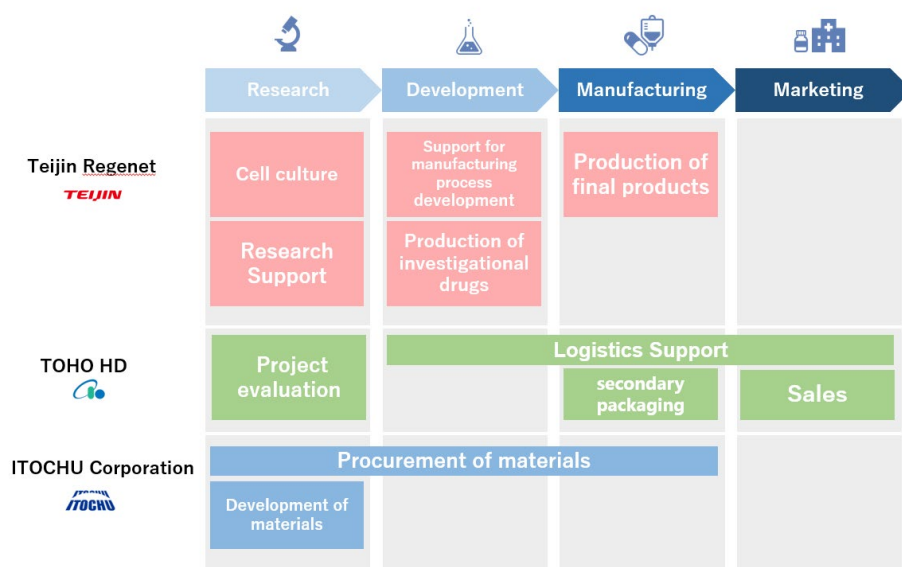 Research
Development
Manufacturing
Marketing
Teijin Regenet
TEIJIN
Cell culture
Support for
manufacturing
process
development
Production of
final products
Research
Support
Production of
investigational
drugs
TOHO HD
Project
evaluation
Logistics Support
secondary
packaging
Sales
ITOCHU Corporation
ITOCHU
Procurement of materials
Development of
materials